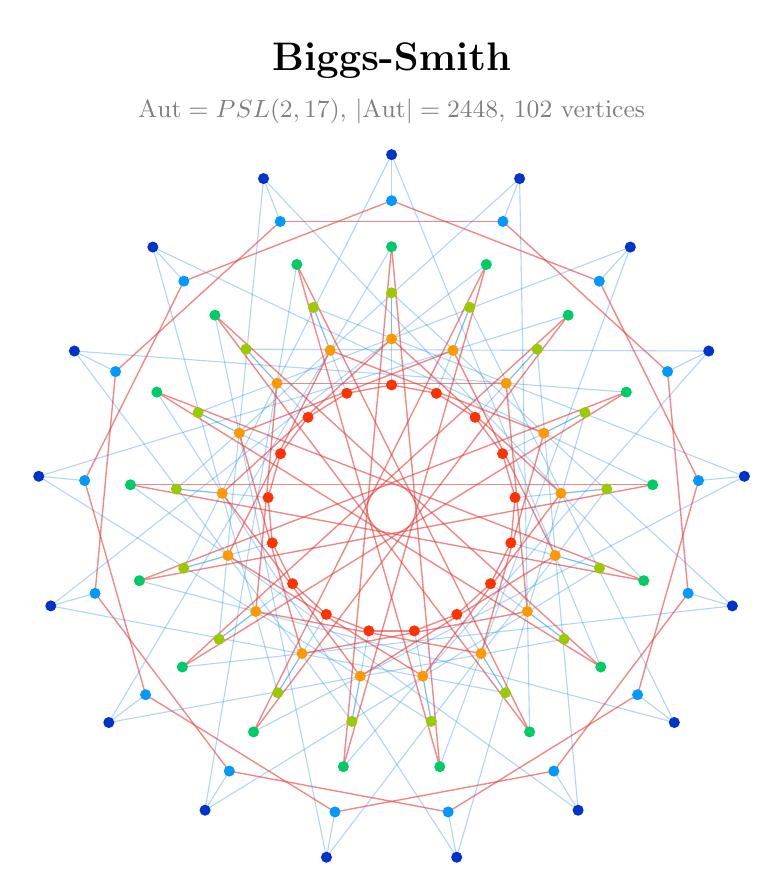 Biggs-Smith
Aut = PSL(2, 17), |Aut| = 2448, 102 vertices